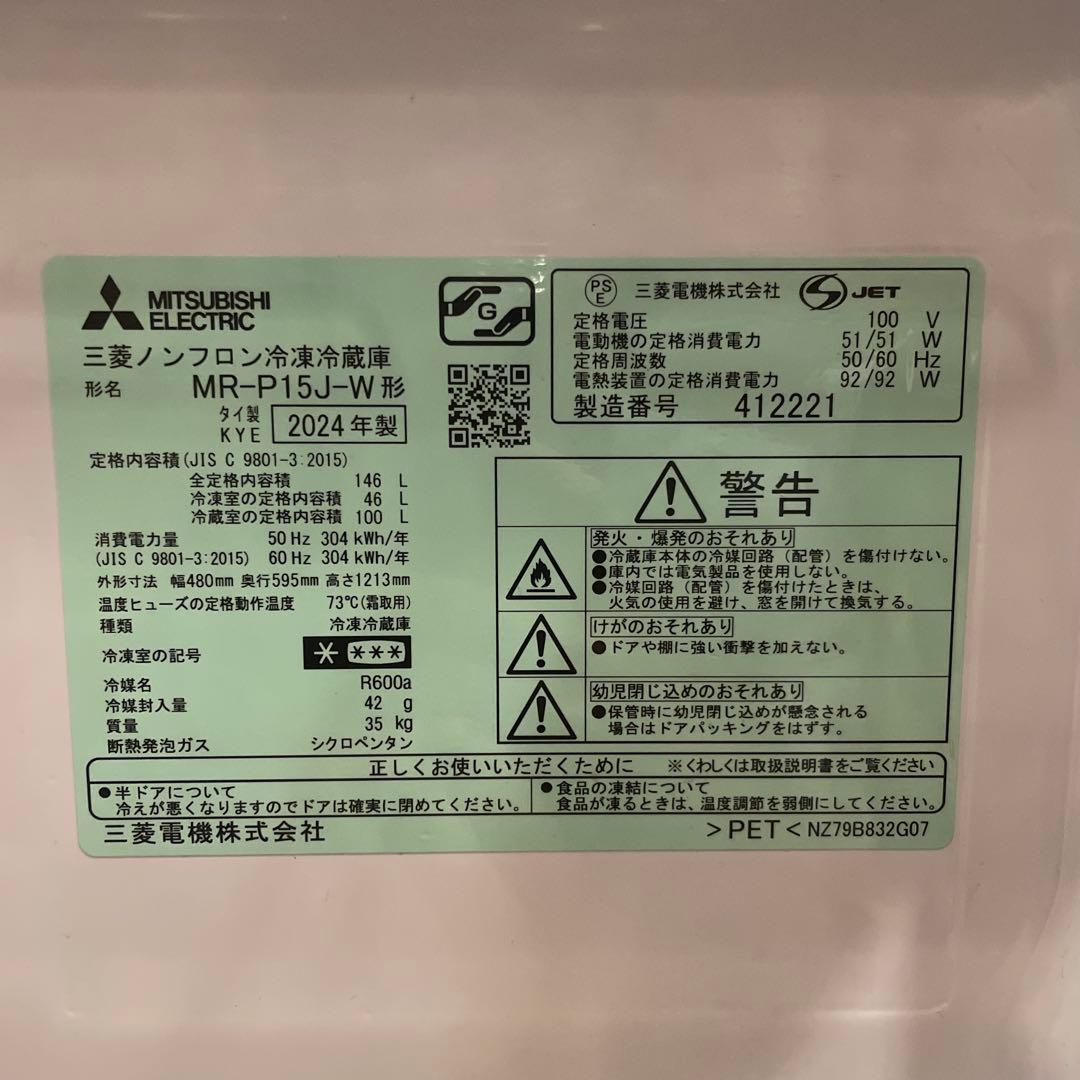 MITSUBISHI
ELECTRIC
G
三菱ノンフロン冷凍冷蔵庫
形名 MR-P15J-W形
タイ製
KYE 2024年製
定格内容積(JIS C 9801-3:2015)
全定格内容積 146 L
冷凍室の定格内容積 46 L
冷蔵室の定格内容積 100 L
消費電力量 50 Hz 304 kWh/年
(JIS C 9801-3:2015) 60 Hz 304 kWh/年
外形寸法 幅480mm 奥行595mm 高さ1213mm
温度ヒューズの定格動作温度 73℃(霜取用)
種類 冷凍冷蔵庫
冷凍室の記号 * ***
冷媒名 R600a
冷媒封入量 42 g
質量 35 kg
断熱発泡ガス シクロペンタン
PS
E
三菱電機株式会社 JET
定格電圧 100 V
電動機の定格消費電力 51/51 W
定格周波数 50/60 Hz
電熱装置の定格消費電力 92/92 W
製造番号 412221
警告
発火・爆発のおそれあり
●冷蔵庫本体の冷媒回路(配管)を傷付けない。
●庫内では電気製品を使用しない。
●冷媒回路(配管)を傷付けたときは、
火気の使用を避け、窓を開けて換気する。
けがのおそれあり
●ドアや棚に強い衝撃を加えない。
幼児閉じ込めのおそれあり
●保管時に幼児閉じ込めが懸念される
場合はドアパッキングをはずす。
正しくお使いいただくために ※くわしくは取扱説明書をご覧ください
●半ドアについて
冷えが悪くなりますのでドアは確実に閉めてください。
●食品の凍結について
食品が凍るときは、温度調節を弱側にしてください。
三菱電機株式会社
>PET< NZ79B832G07